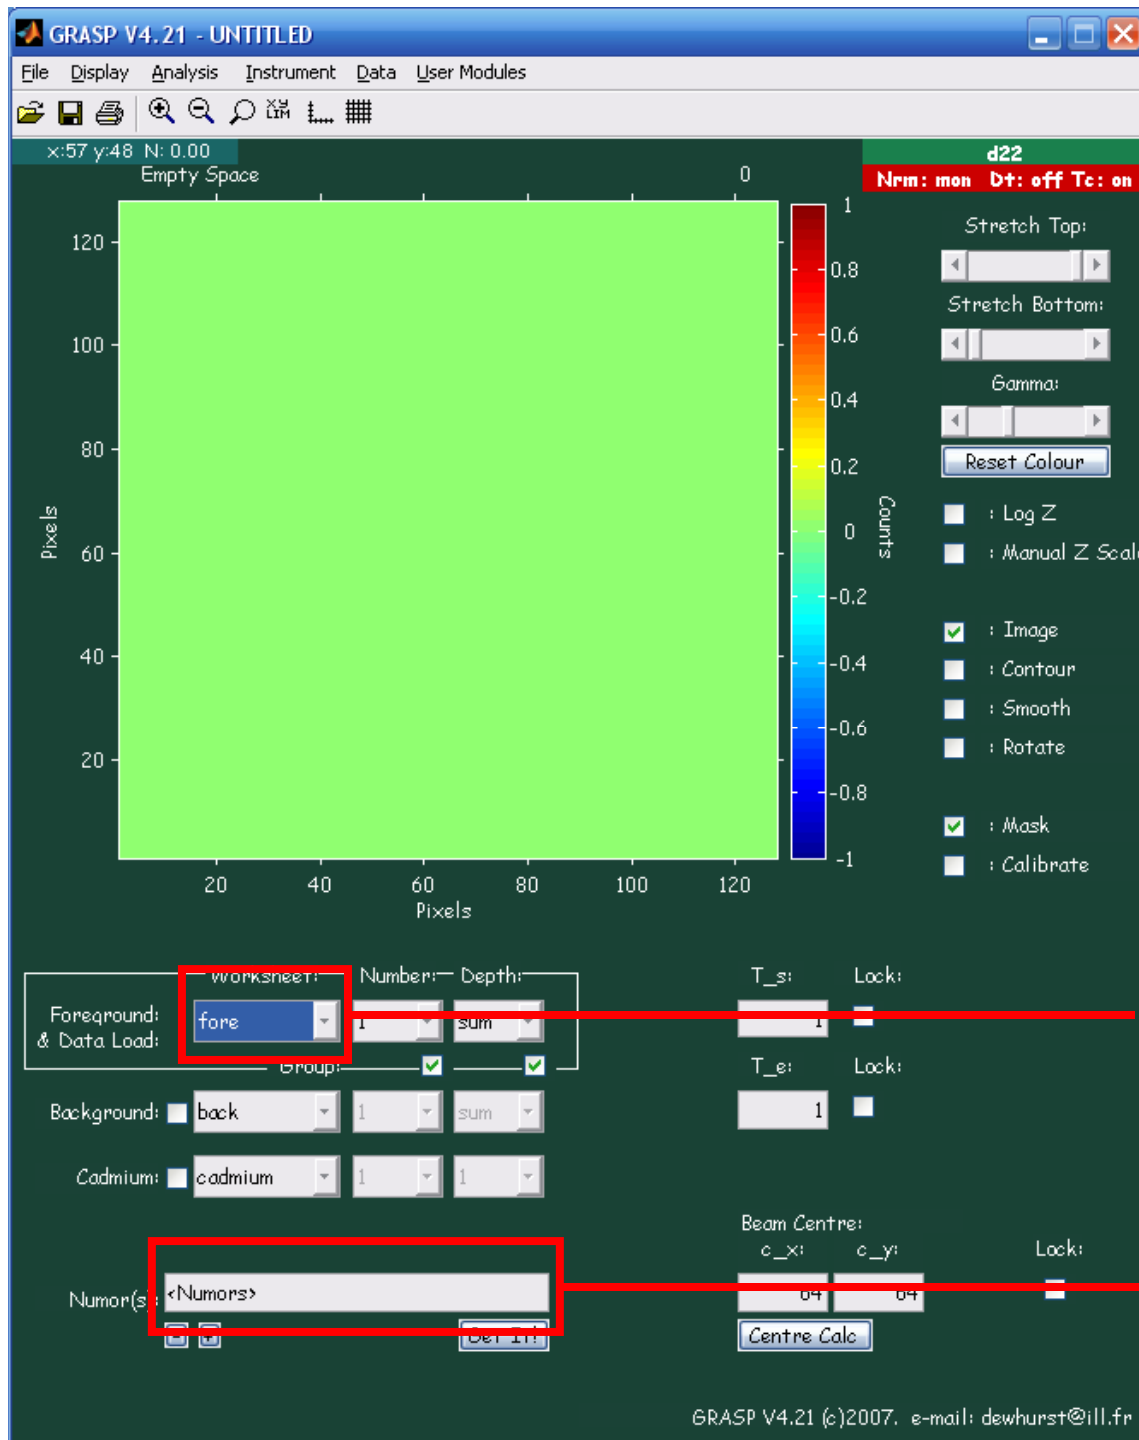 GRASP V4.21 - UNTITLED
File Display Analysis Instrument Data User Modules
XY LIM
x:57 y:48 N: 0.00
d22
Empty Space 0
Nrm: mon Dt: off Tc: on
120
100
80
60
40
20
Pixels
20 40 60 80 100 120
Pixels
1
0.8
0.6
0.4
0.2
0
-0.2
-0.4
-0.6
-0.8
-1
Counts
Stretch Top:
Stretch Bottom:
Gamma:
Reset Colour
: Log Z
: Manual Z Scale
: Image
: Contour
: Smooth
: Rotate
: Mask
: Calibrate
Worksheet: Number: Depth: T_s: Lock:
Foreground: & Data Load: fore 1 sum 1
Group: T_e: Lock:
Background: back 1 sum 1
Cadmium: cadmium 1 1
Beam Centre:
c_x: c_y: Lock:
Numor(s): <Numors> 64 64
- + Get It! Centre Calc
GRASP V4.21 (c)2007. e-mail: dewhurst@ill.fr